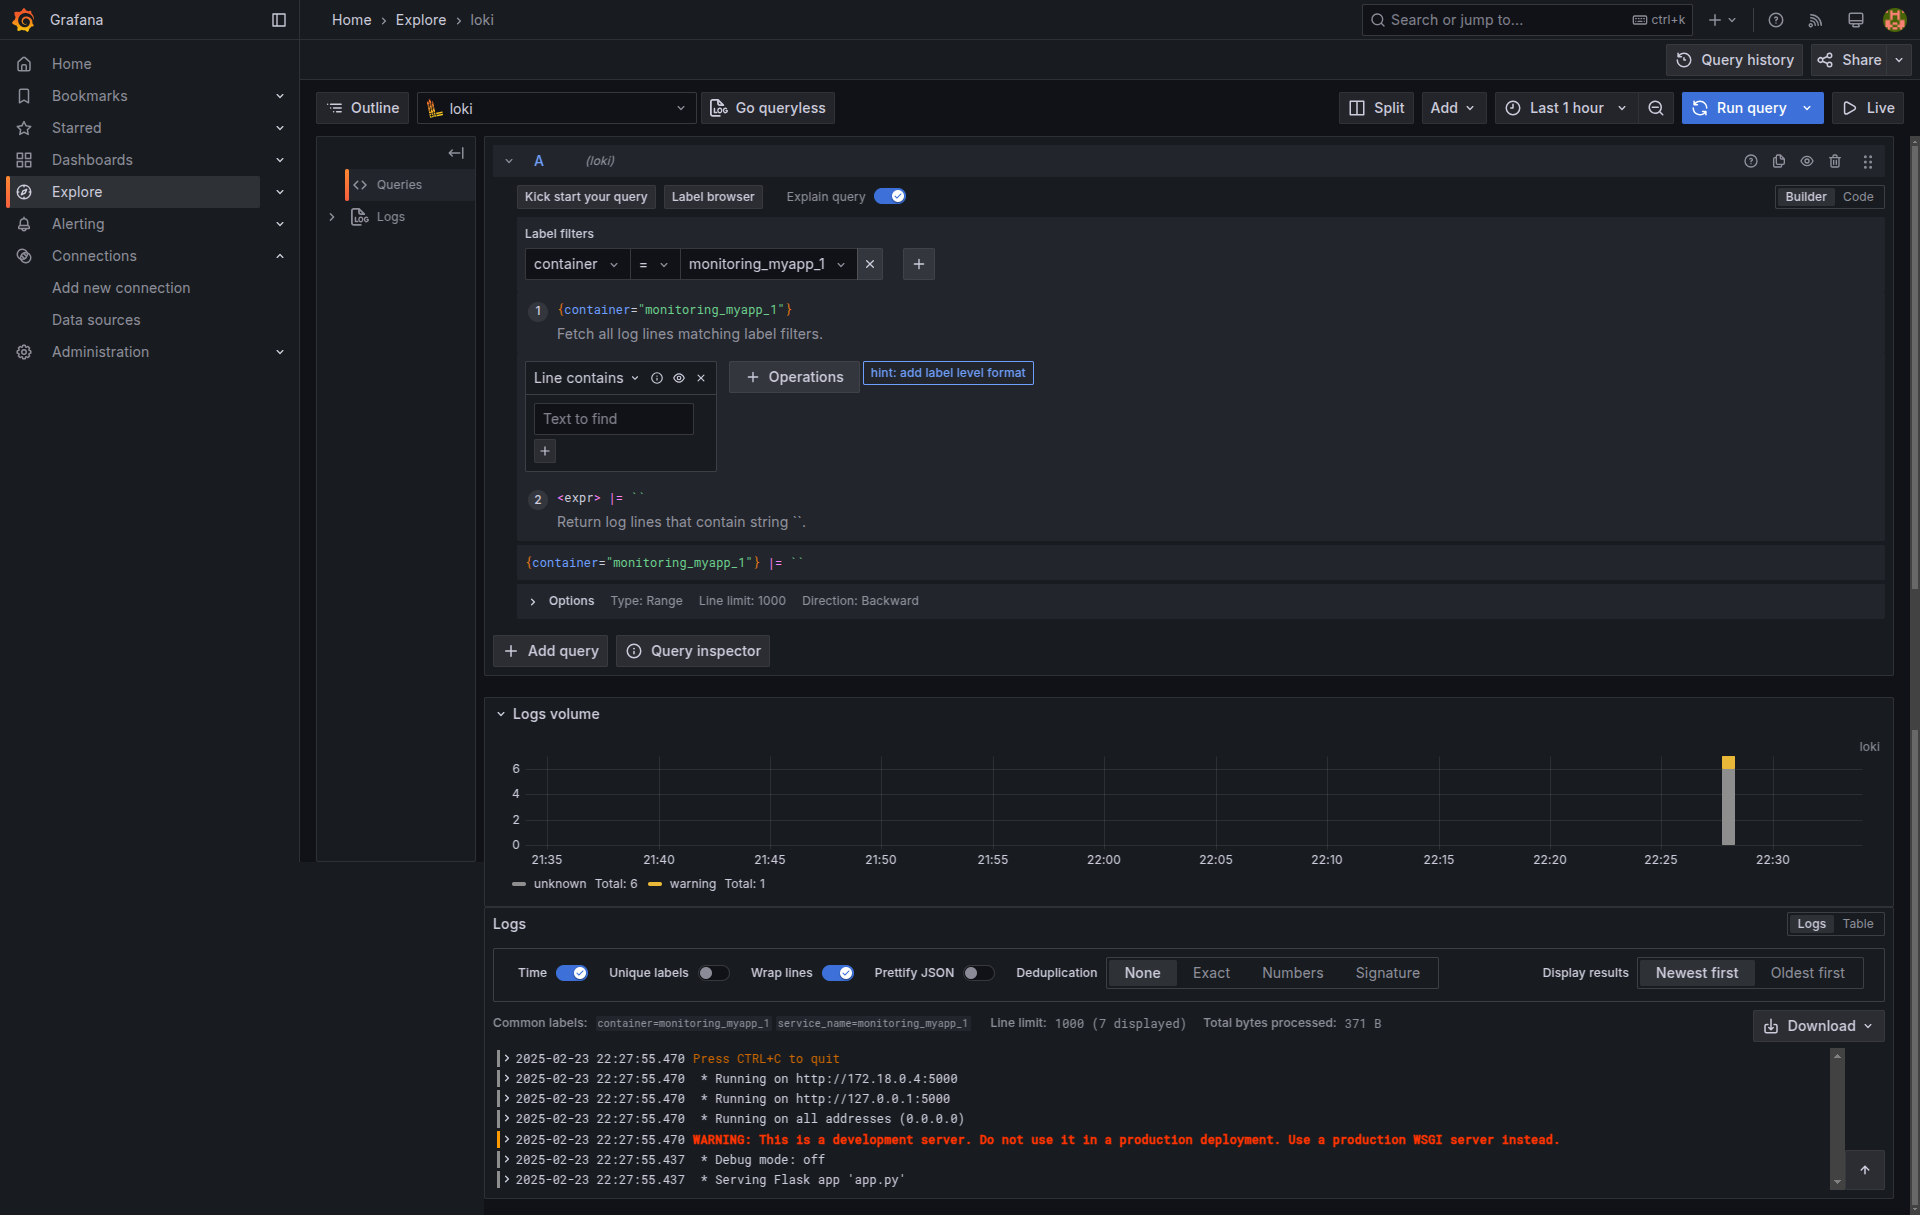 Grafana
Home › Explore › loki
Search or jump to... ctrl+k
Query history Share
Home
Bookmarks
Starred
Dashboards
Explore
Alerting
Connections
Add new connection
Data sources
Administration
Outline loki Go queryless Split Add Last 1 hour Run query Live
Queries
Logs
A (loki)
Kick start your query Label browser Explain query Builder Code
Label filters
container = monitoring_myapp_1
1 {container="monitoring_myapp_1"}
Fetch all log lines matching label filters.
Line contains Operations hint: add label level format
Text to find
2 <expr> |= ``
Return log lines that contain string ``.
{container="monitoring_myapp_1"} |= ``
Options Type: Range Line limit: 1000 Direction: Backward
Add query Query inspector
Logs volume
loki
6
4
2
0
21:35 21:40 21:45 21:50 21:55 22:00 22:05 22:10 22:15 22:20 22:25 22:30
unknown Total: 6 warning Total: 1
Logs Logs Table
Time Unique labels Wrap lines Prettify JSON Deduplication None Exact Numbers Signature Display results Newest first Oldest first
Common labels: container=monitoring_myapp_1 service_name=monitoring_myapp_1 Line limit: 1000 (7 displayed) Total bytes processed: 371 B
Download
2025-02-23 22:27:55.470 Press CTRL+C to quit
2025-02-23 22:27:55.470 * Running on http://172.18.0.4:5000
2025-02-23 22:27:55.470 * Running on http://127.0.0.1:5000
2025-02-23 22:27:55.470 * Running on all addresses (0.0.0.0)
2025-02-23 22:27:55.470 WARNING: This is a development server. Do not use it in a production deployment. Use a production WSGI server instead.
2025-02-23 22:27:55.437 * Debug mode: off
2025-02-23 22:27:55.437 * Serving Flask app 'app.py'